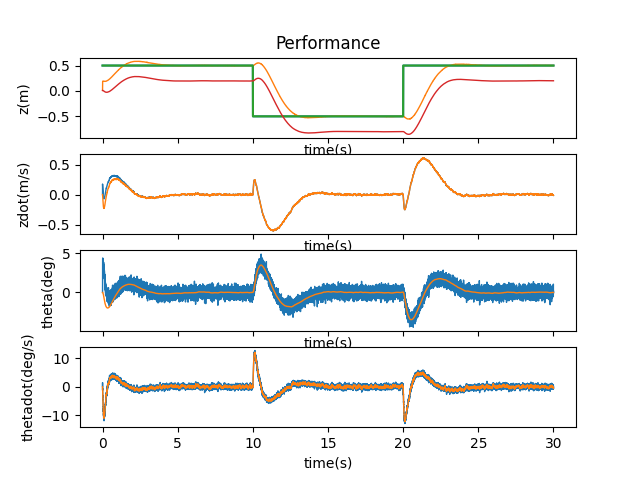 Performance
0.5
0.0
−0.5
z(m)
time(s)
0.5
0.0
−0.5
zdot(m/s)
time(s)
5
0
theta(deg)
time(s)
10
0
−10
thetadot(deg/s)
0 5 10 15 20 25 30
time(s)